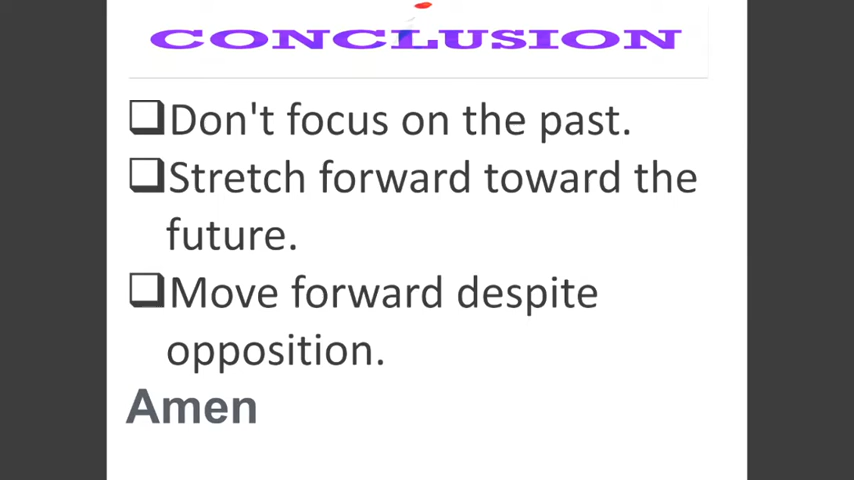 CONCLUSION
❑Don't focus on the past.
❑Stretch forward toward the
future.
❑Move forward despite
opposition.
Amen